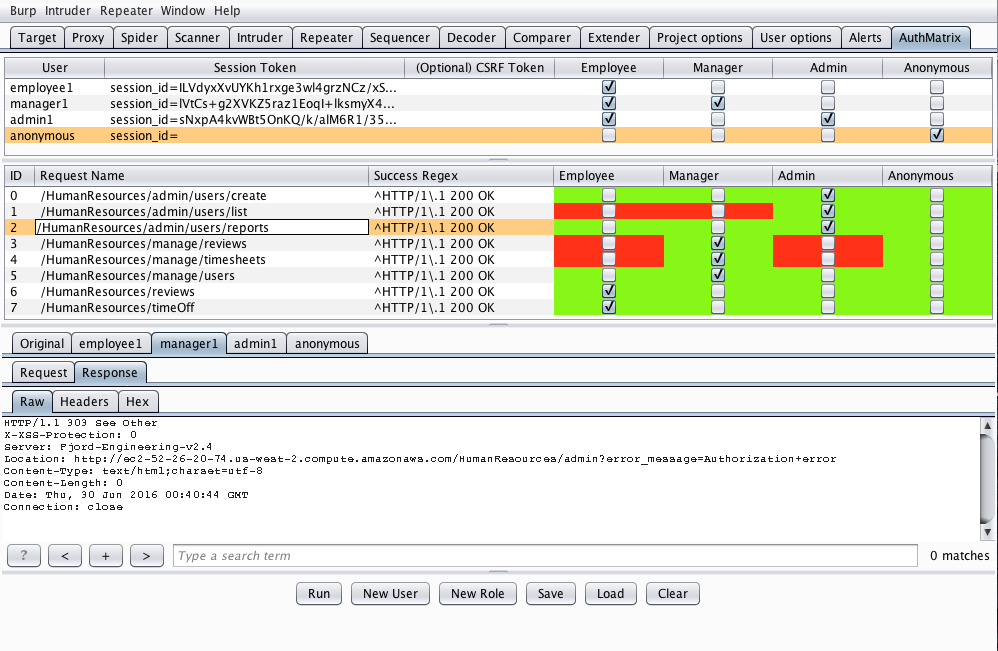 Burp Intruder Repeater Window Help
Target Proxy Spider Scanner Intruder Repeater Sequencer Decoder Comparer Extender Project options User options Alerts AuthMatrix
User Session Token (Optional) CSRF Token Employee Manager Admin Anonymous
employee1 session_id=
manager1 session_id=
admin1 session_id=
anonymous session_id=
ID Request Name Success Regex Employee Manager Admin Anonymous
0 /HumanResources/admin/users/create ^HTTP/1\.1 200 OK
1 /HumanResources/admin/users/list ^HTTP/1\.1 200 OK
2 /HumanResources/admin/users/reports ^HTTP/1\.1 200 OK
3 /HumanResources/manage/reviews ^HTTP/1\.1 200 OK
4 /HumanResources/manage/timesheets ^HTTP/1\.1 200 OK
5 /HumanResources/manage/users ^HTTP/1\.1 200 OK
6 /HumanResources/reviews ^HTTP/1\.1 200 OK
7 /HumanResources/timeOff ^HTTP/1\.1 200 OK
Original employee1 manager1 admin1 anonymous
Request Response
Raw Headers Hex
HTTP/1.1 303 See Other
X-XSS-Protection: 0
Server: Fjord-Engineering-v2.4
Location: http://ec2-52-26-20-74.us-west-2.compute.amazonaws.com/HumanResources/admin?error_message=Authorization+error
Content-Type: text/html;charset=utf-8
Content-Length: 0
Date: Thu, 30 Jun 2016 00:40:44 GMT
Connection: close
? < + > Type a search term 0 matches
Run New User New Role Save Load Clear